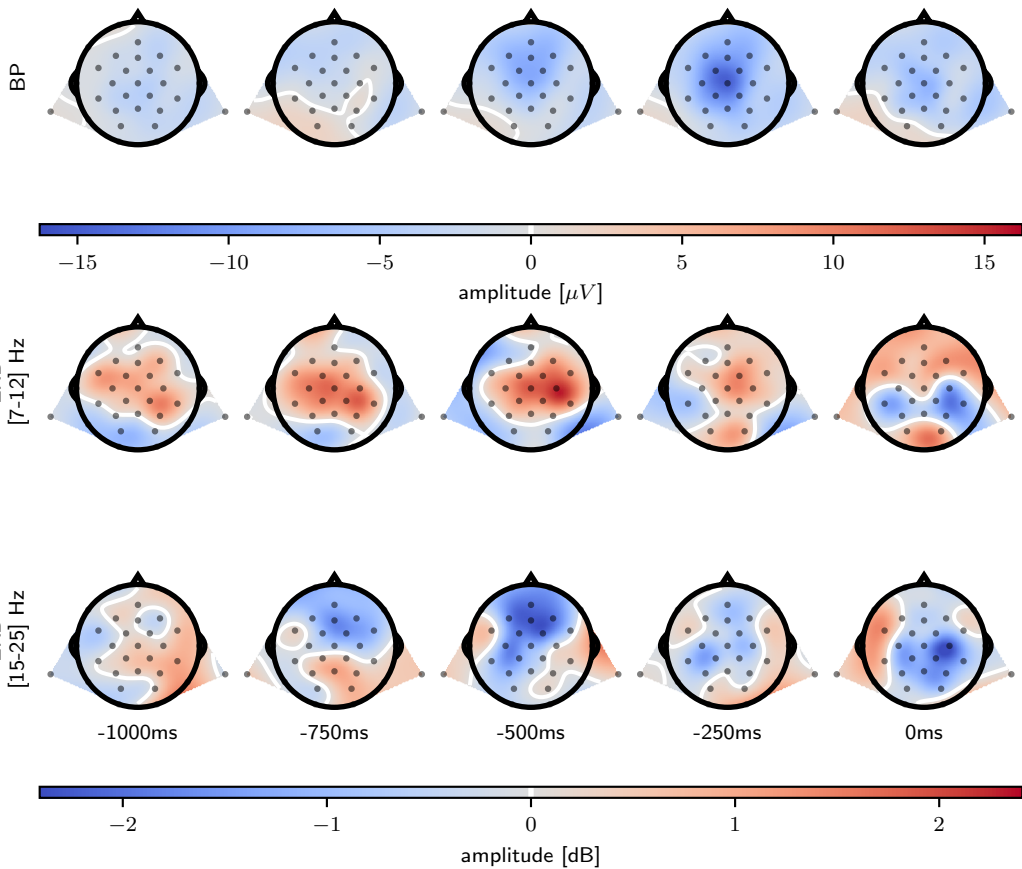 BP
−15 −10 −5 0 5 10 15
amplitude [μV]
[7-12] Hz
[15-25] Hz
-1000ms -750ms -500ms -250ms 0ms
−2 −1 0 1 2
amplitude [dB]